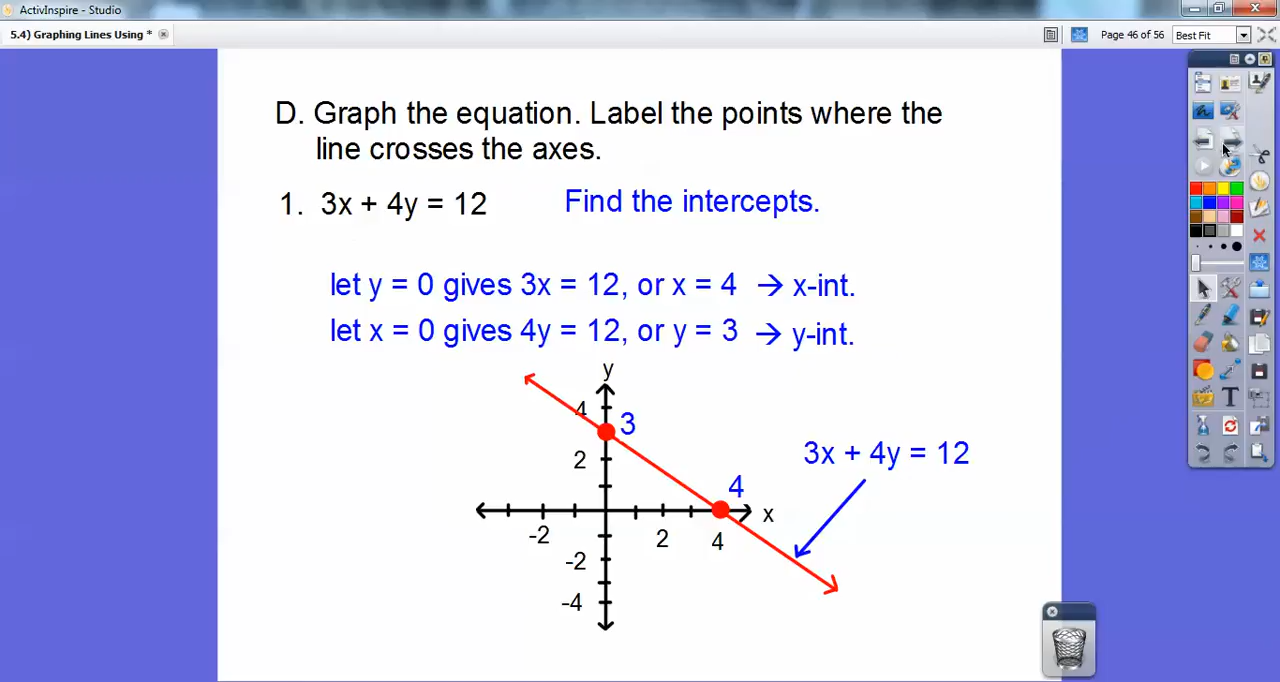 ActivInspire - Studio
5.4) Graphing Lines Using *
Page 46 of 56
Best Fit
D. Graph the equation. Label the points where the
line crosses the axes.
1. 3x + 4y = 12
Find the intercepts.
let y = 0 gives 3x = 12, or x = 4 → x-int.
let x = 0 gives 4y = 12, or y = 3 → y-int.
y
4
3
2
3x + 4y = 12
4
x
-2
2
4
-2
-4